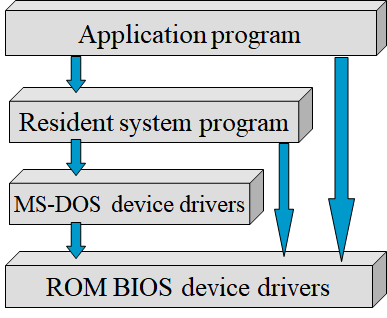 Application program
Resident system program
MS-DOS device drivers
ROM BIOS device drivers